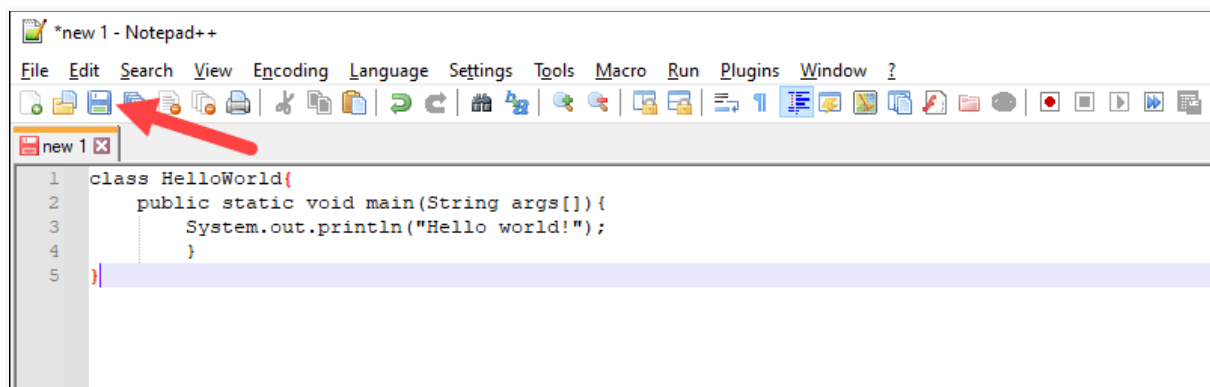 *new 1 - Notepad++
File Edit Search View Encoding Language Settings Tools Macro Run Plugins Window ?
new 1
1 class HelloWorld{
2 public static void main(String args[]){
3 System.out.println("Hello world!");
4 }
5 }